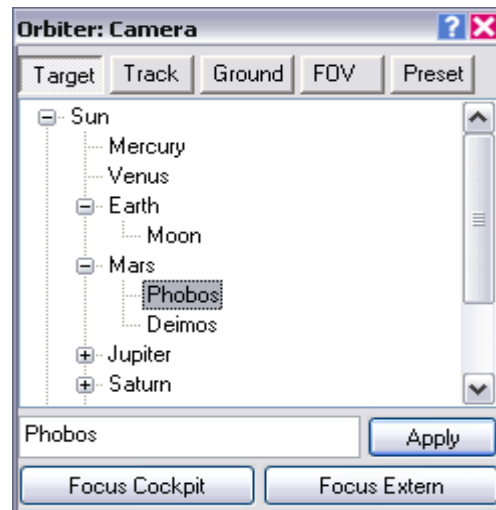 Orbiter: Camera
Target Track Ground FOV Preset
Sun
Mercury
Venus
Earth
Moon
Mars
Phobos
Deimos
Jupiter
Saturn
Phobos Apply
Focus Cockpit Focus Extern